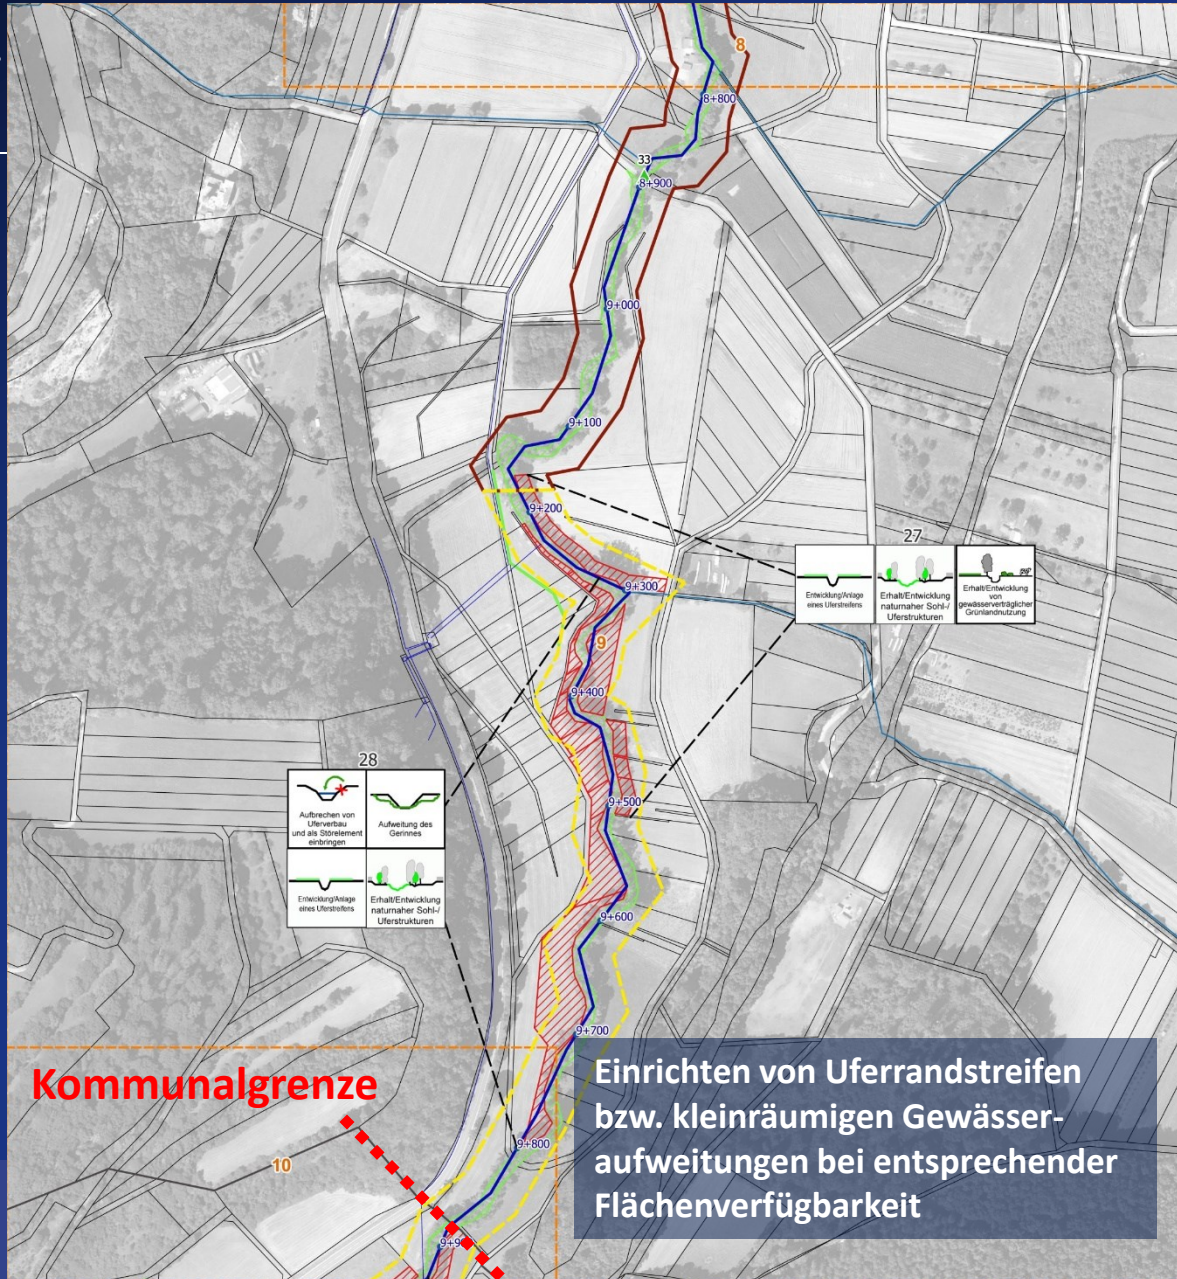 8
8+800
33
8+900
9+000
9+100
9+200
27
Entwicklung/Anlage
eines Uferstreifens
Erhalt/Entwicklung
naturnaher Sohl-/
Uferstrukturen
Erhalt/Entwicklung
von
gewässerverträglicher
Grünlandnutzung
9+300
9
9+400
28
Aufbrechen von
Uferverbau
und als Störelement
einbringen
Aufweitung des
Gerinnes
Entwicklung/Anlage
eines Uferstreifens
Erhalt/Entwicklung
naturnaher Sohl-/
Uferstrukturen
9+500
9+600
9+700
Kommunalgrenze
Einrichten von Uferrandstreifen
bzw. kleinräumigen Gewässer-
aufweitungen bei entsprechender
Flächenverfügbarkeit
9+800
10